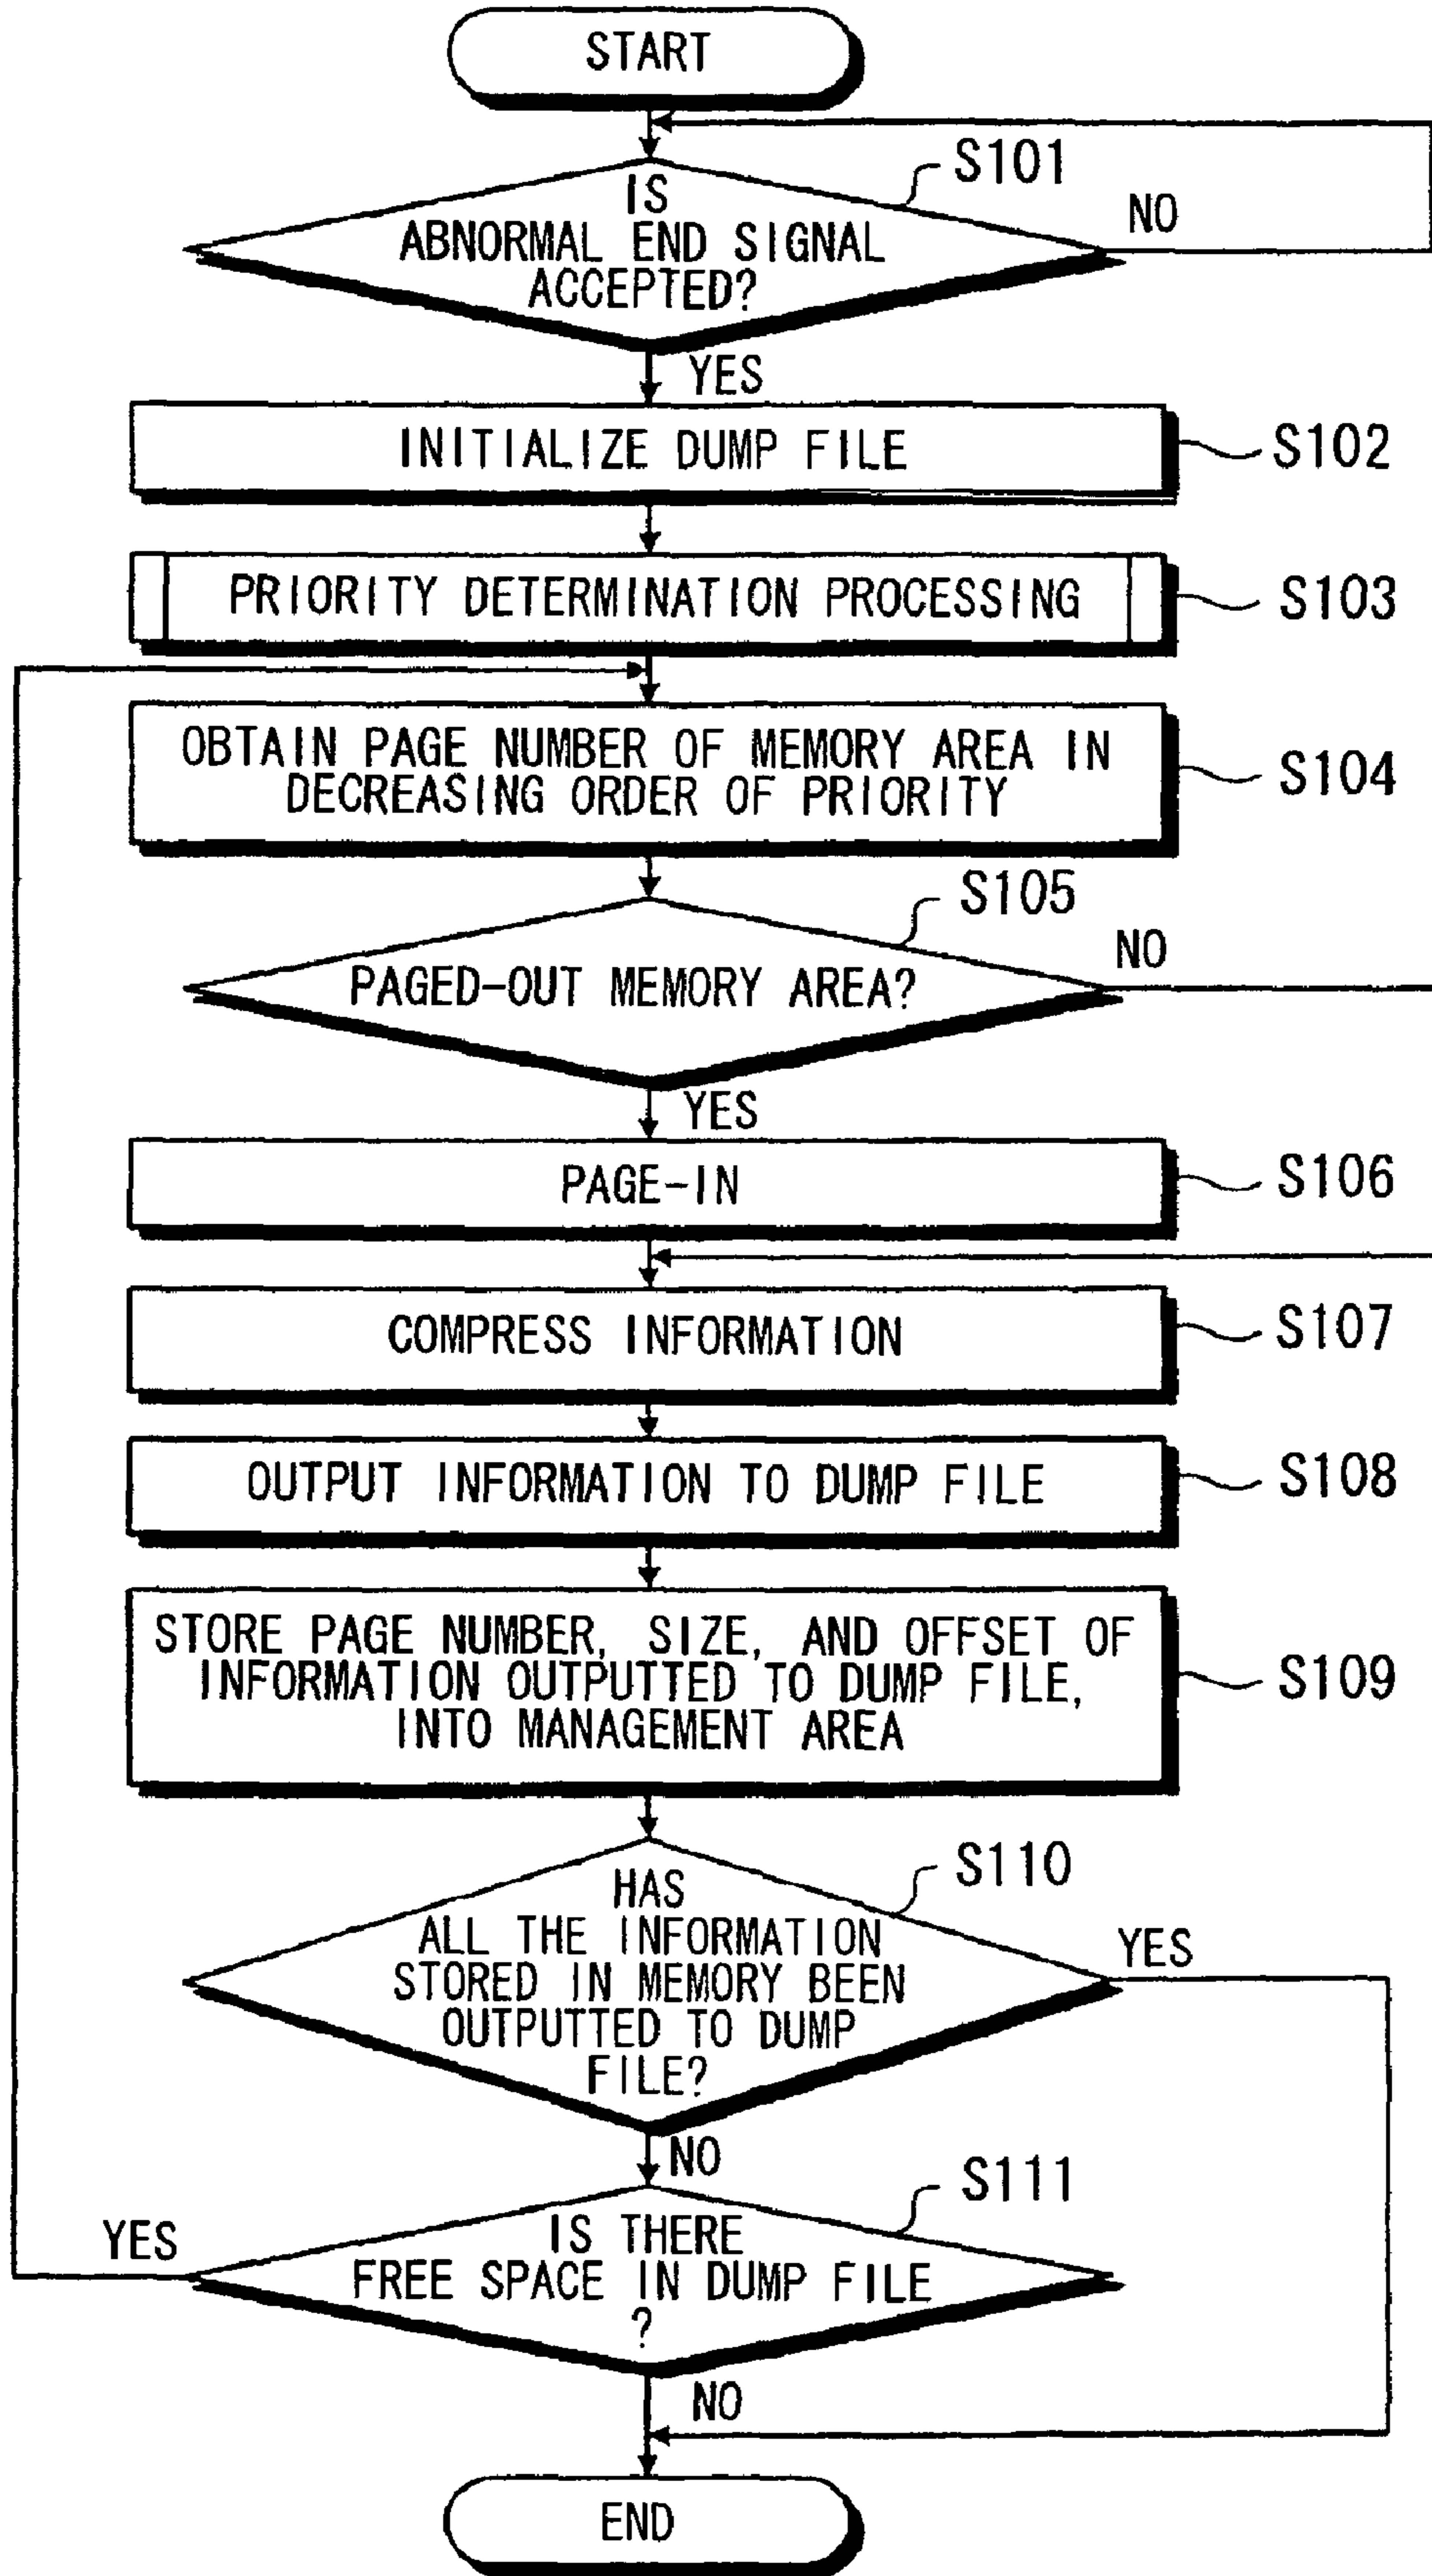 START
S101
IS
ABNORMAL END SIGNAL
ACCEPTED?
NO
YES
INITIALIZE DUMP FILE
S102
PRIORITY DETERMINATION PROCESSING
S103
OBTAIN PAGE NUMBER OF MEMORY AREA IN
DECREASING ORDER OF PRIORITY
S104
S105
PAGED-OUT MEMORY AREA?
NO
YES
PAGE-IN
S106
COMPRESS INFORMATION
S107
OUTPUT INFORMATION TO DUMP FILE
S108
STORE PAGE NUMBER, SIZE, AND OFFSET OF
INFORMATION OUTPUTTED TO DUMP FILE,
INTO MANAGEMENT AREA
S109
S110
HAS
ALL THE INFORMATION
STORED IN MEMORY BEEN
OUTPUTTED TO DUMP
FILE?
YES
NO
S111
IS THERE
FREE SPACE IN DUMP FILE
?
YES
NO
END